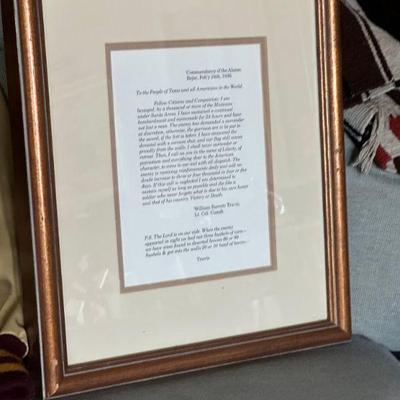 Commandancy of the Alamo
Bejar, Feb'y 24th, 1836
To the People of Texas and all Americans in the World.
Fellow Citizens and Compatriots: I am
besieged, by a thousand or more of the Mexicans
under Santa Anna. I have sustained a continual
bombardment and cannonade for 24 hours and have
not lost a man. The enemy has demanded a surrender
at discretion, otherwise, the garrison are to be put to
the sword, if the fort is taken. I have answered the
demand with a cannon shot, and our flag still waves
proudly from the walls. I shall never surrender or
retreat. Then, I call on you in the name of Liberty, of
patriotism and everything dear to the American
character, to come to our aid with all dispatch. The
enemy is receiving reinforcements daily and will no
doubt increase to three or four thousand in four or five
days. If this call is neglected I am determined to
sustain myself as long as possible and die like a
soldier who never forgets what is due to his own honor
and that of his country. Victory or Death.
William Barrett Travis
Lt. Col. Comdt.
P.S. The Lord is on our side. When the enemy
appeared in sight we had not three bushels of corn--
we have since found in deserted houses 80 or 90
bushels & got into the walls 20 or 30 head of beeves--
Travis